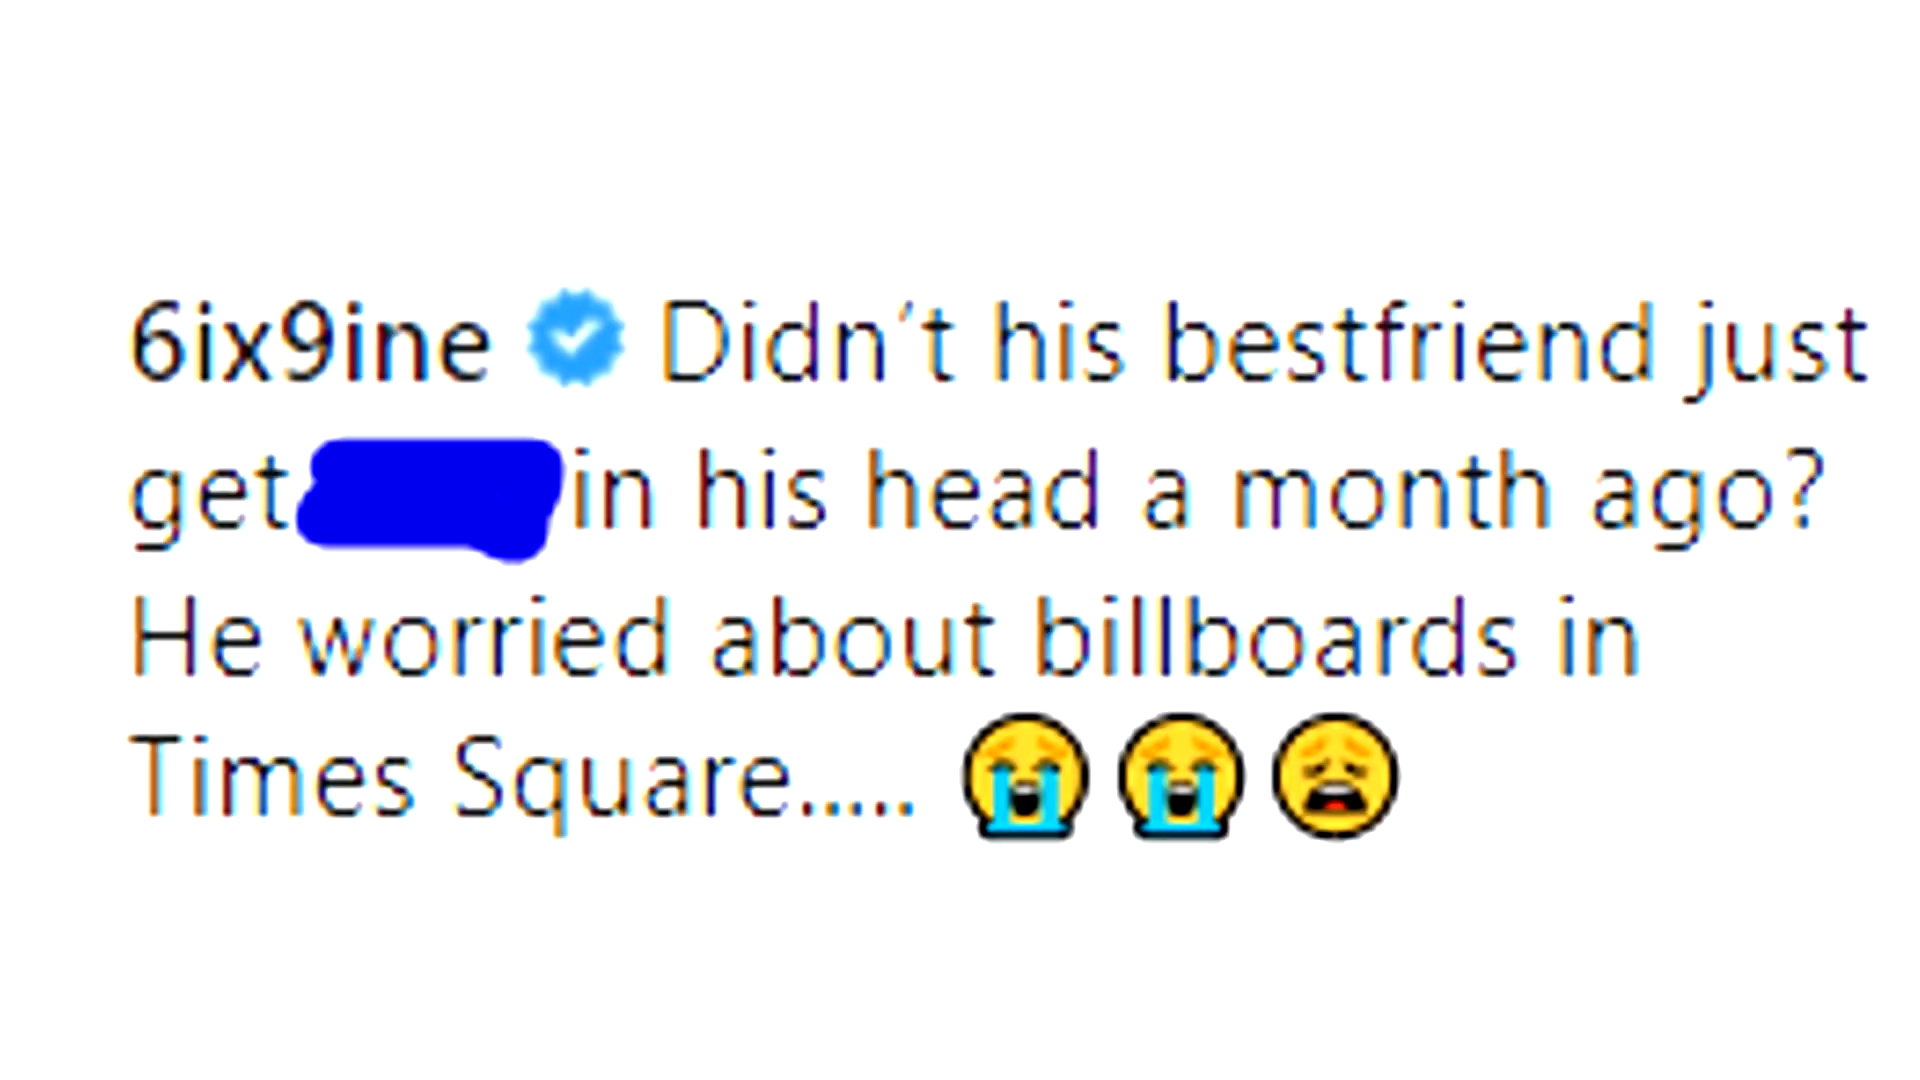 6ix9ine Didn't his bestfriend just
get in his head a month ago?
He worried about billboards in
Times Square..... 😭😭😩